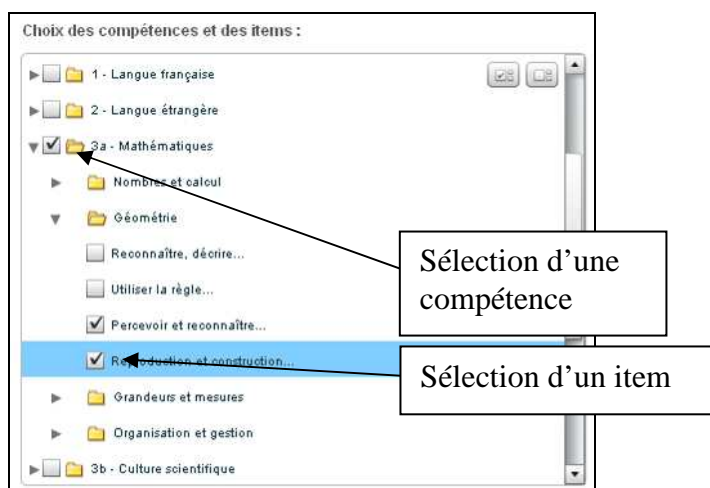 Choix des compétences et des items :
1 - Langue française
2 - Langue étrangère
3a - Mathématiques
Nombres et calcul
Géométrie
Reconnaître, décrire...
Utiliser la règle...
Percevoir et reconnaître...
Reproduction et construction...
Grandeurs et mesures
Organisation et gestion
3b - Culture scientifique
Sélection d’une
compétence
Sélection d’un item